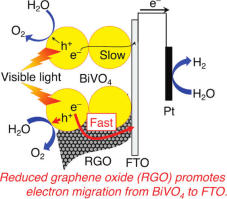 H2O
e⁻
O2
h⁺
e⁻
Slow
H2
Visible light
BiVO4
H2O
h⁺
e⁻
Fast
Pt
H2O
O2
RGO
FTO
Reduced graphene oxide (RGO) promotes
electron migration from BiVO4 to FTO.